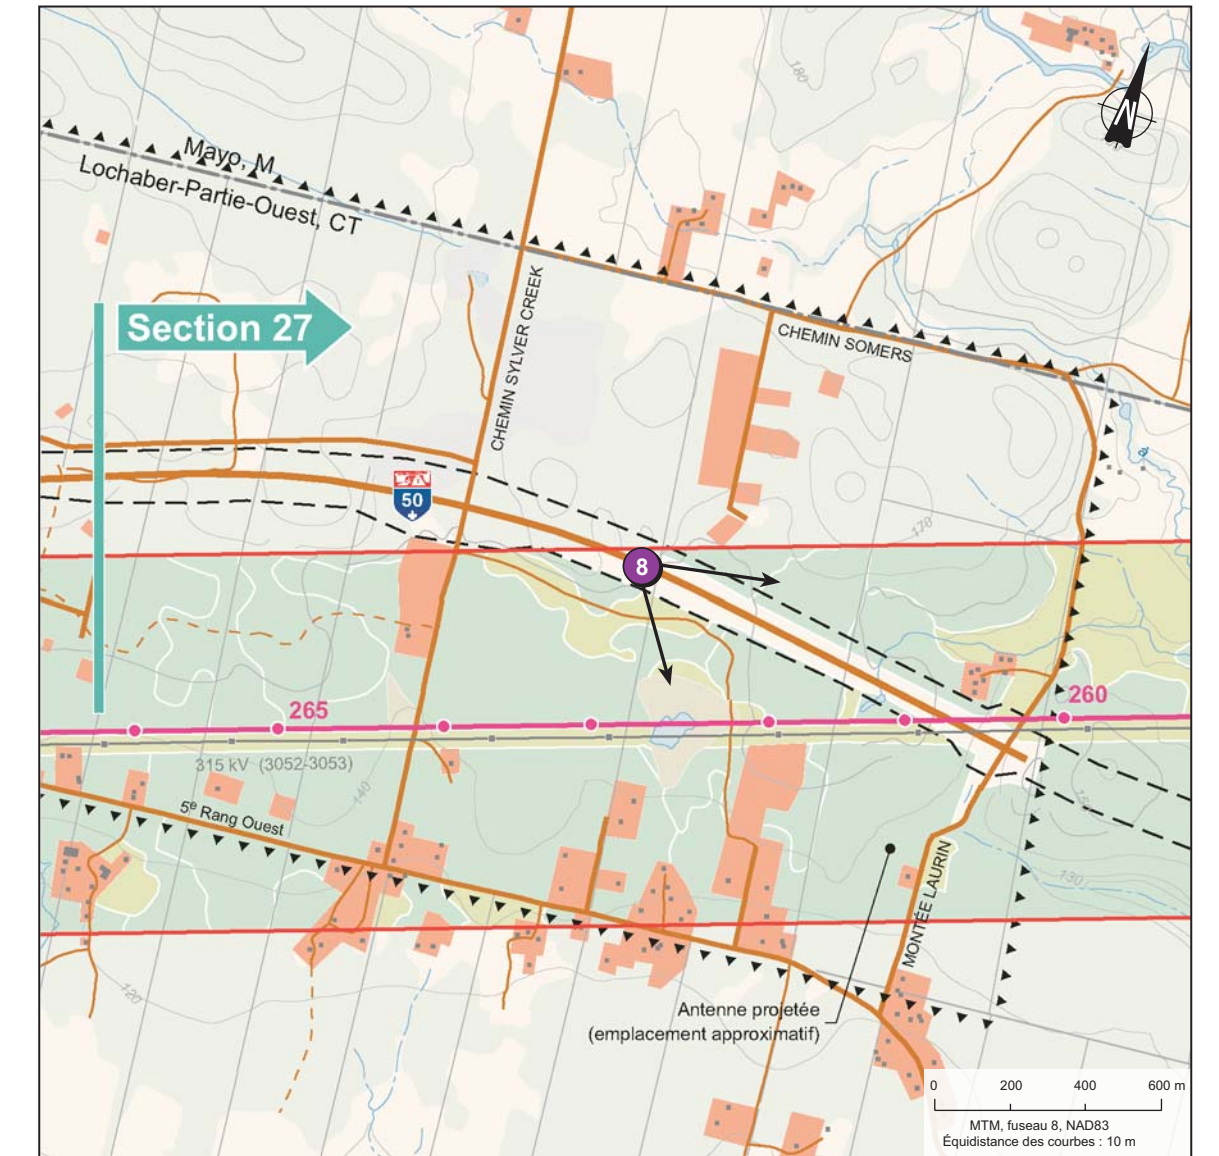 180
N
Mayo, M
Lochaber-Partie-Ouest, CT
Section 27
CHEMIN SYLVER CREEK
CHEMIN SOMERS
50
170
8
265
260
315 kV (3052-3053)
140
5e Rang Ouest
150
130
MONTÉE LAURIN
120
Antenne projetée
(emplacement approximatif)
0 200 400 600 m
MTM, fuseau 8, NAD83
Équidistance des courbes : 10 m